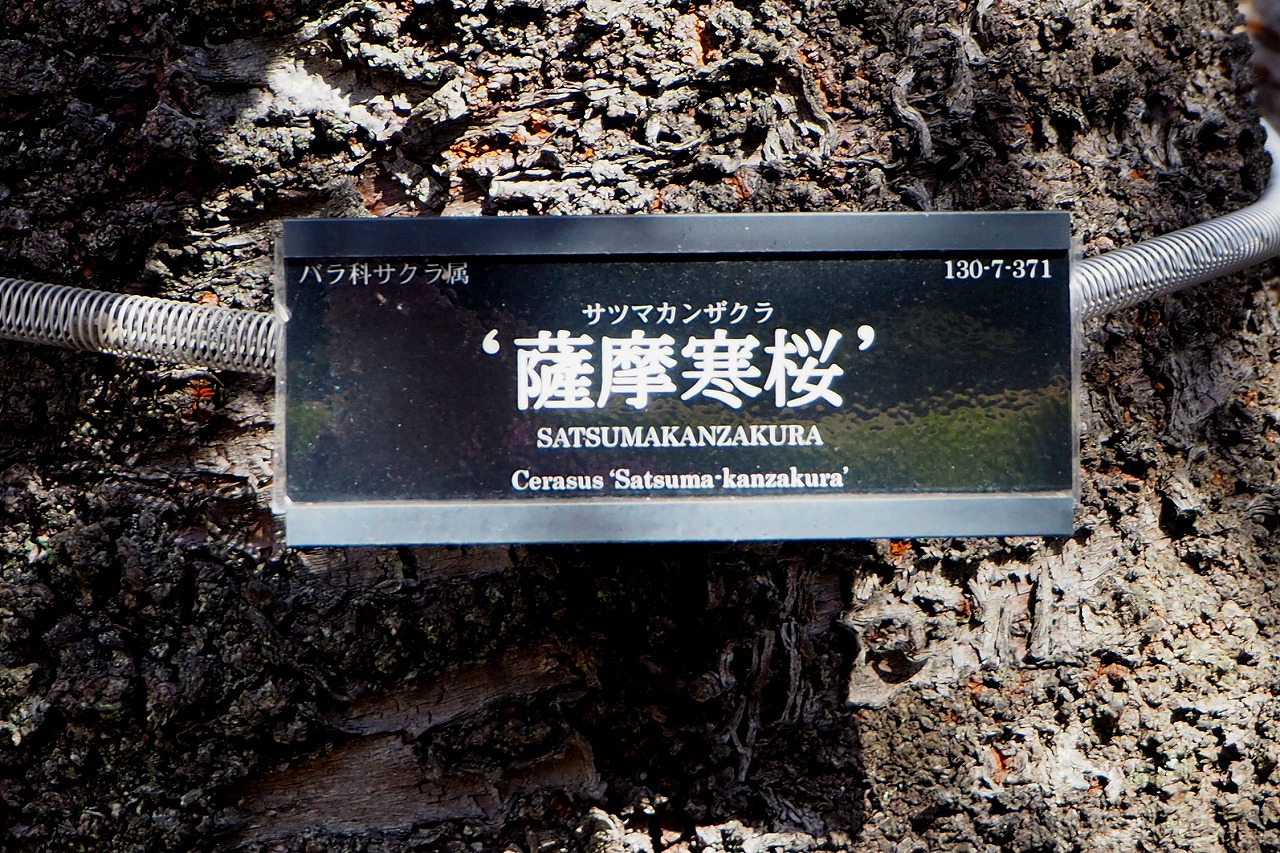 バラ科サクラ属 130-7-371
サツマカンザクラ
‘薩摩寒桜’
SATSUMAKANZAKURA
Cerasus ‘Satsuma-kanzakura’